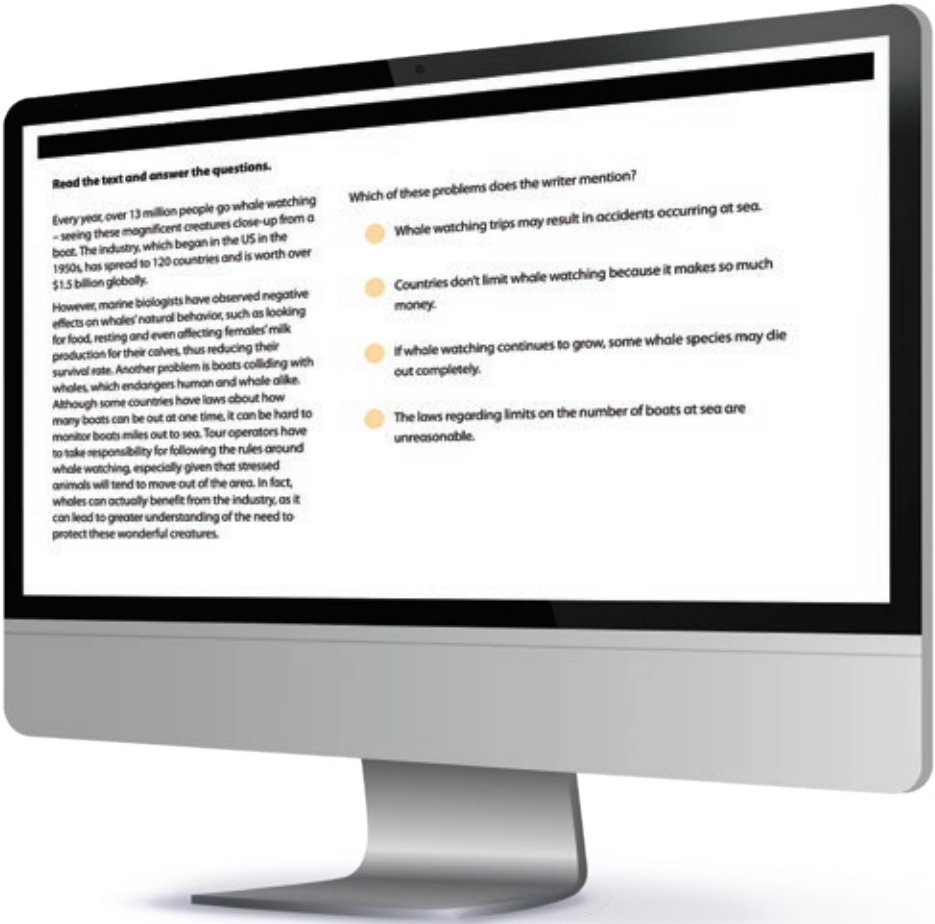 Read the text and answer the questions.
Every year, over 13 million people go whale watching
– seeing these magnificent creatures close-up from a
boat. The industry, which began in the US in the
1950s, has spread to 120 countries and is worth over
$1.5 billion globally.
However, marine biologists have observed negative
effects on whales' natural behavior, such as looking
for food, resting and even affecting females' milk
production for their calves, thus reducing their
survival rate. Another problem is boats colliding with
whales, which endangers human and whale alike.
Although some countries have laws about how
many boats can be out at one time, it can be hard to
monitor boats miles out to sea. Tour operators have
to take responsibility for following the rules around
whale watching, especially given that stressed
animals will tend to move out of the area. In fact,
whales can actually benefit from the industry, as it
can lead to greater understanding of the need to
protect these wonderful creatures.
Which of these problems does the writer mention?
Whale watching trips may result in accidents occurring at sea.
Countries don't limit whale watching because it makes so much
money.
If whale watching continues to grow, some whale species may die
out completely.
The laws regarding limits on the number of boats at sea are
unreasonable.